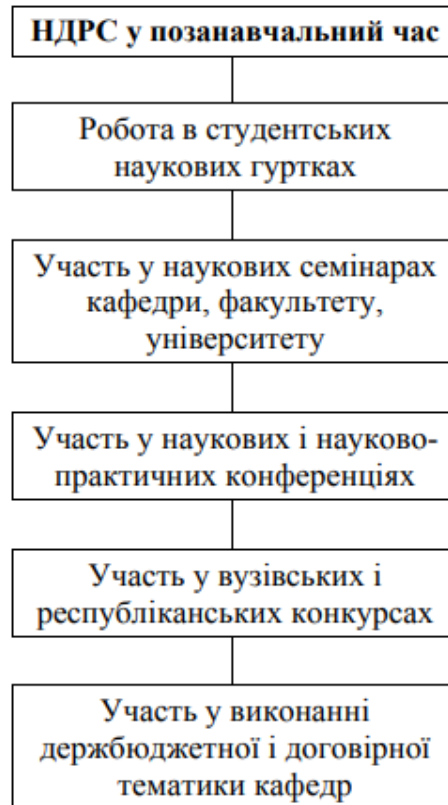 НДРС у позанавчальний час
Робота в студентських
наукових гуртках
Участь у наукових семінарах
кафедри, факультету,
університету
Участь у наукових і науково-
практичних конференціях
Участь у вузівських і
республіканських конкурсах
Участь у виконанні
держбюджетної і договірної
тематики кафедр